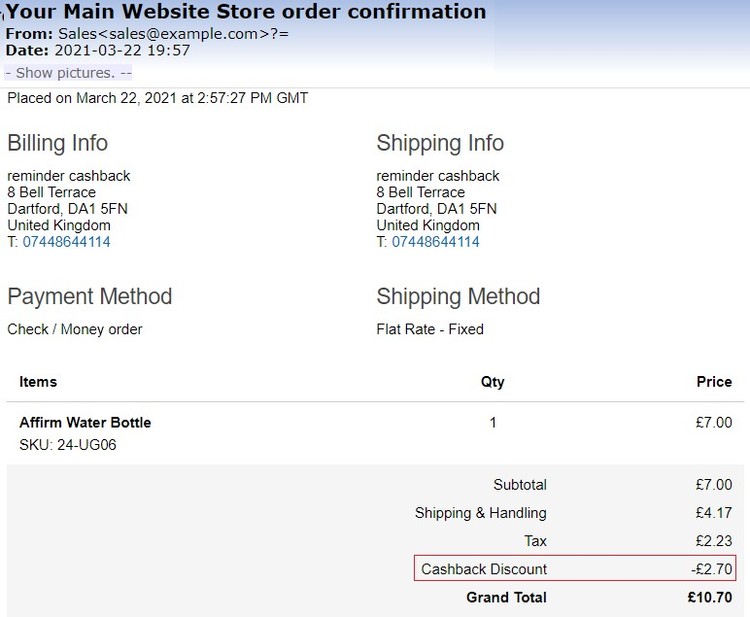 Your Main Website Store order confirmation
From: Sales<sales@example.com>?=
Date: 2021-03-22 19:57
- Show pictures. --
Placed on March 22, 2021 at 2:57:27 PM GMT
Billing Info
reminder cashback
8 Bell Terrace
Dartford, DA1 5FN
United Kingdom
T: 07448644114
Shipping Info
reminder cashback
8 Bell Terrace
Dartford, DA1 5FN
United Kingdom
T: 07448644114
Payment Method
Check / Money order
Shipping Method
Flat Rate - Fixed
Items Qty Price
Affirm Water Bottle 1 £7.00
SKU: 24-UG06
Subtotal £7.00
Shipping & Handling £4.17
Tax £2.23
Cashback Discount -£2.70
Grand Total £10.70